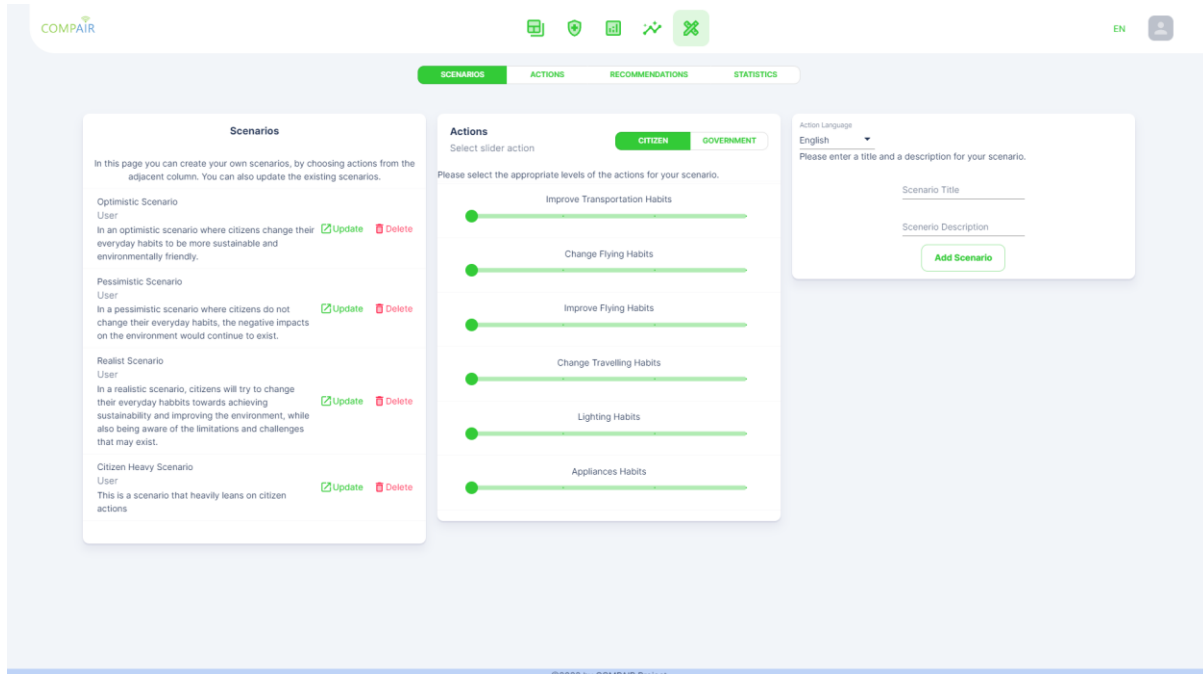 COMPAIR
EN
SCENARIOS
ACTIONS
RECOMMENDATIONS
STATISTICS
Scenarios
In this page you can create your own scenarios, by choosing actions from the
adjacent column. You can also update the existing scenarios.
Optimistic Scenario
User
In an optimistic scenario where citizens change their
everyday habits to be more sustainable and
environmentally friendly.
Update
Delete
Pessimistic Scenario
User
In a pessimistic scenario where citizens do not
change their everyday habits, the negative impacts
on the environment would continue to exist.
Update
Delete
Realist Scenario
User
In a realistic scenario, citizens will try to change
their everyday habbits towards achieving
sustainability and improving the environment, while
also being aware of the limitations and challenges
that may exist.
Update
Delete
Citizen Heavy Scenario
User
This is a scenario that heavily leans on citizen
actions
Update
Delete
Actions
Select slider action
CITIZEN
GOVERNMENT
Please select the appropriate levels of the actions for your scenario.
Improve Transportation Habits
Change Flying Habits
Improve Flying Habits
Change Travelling Habits
Lighting Habits
Appliances Habits
Action Language
English
Please enter a title and a description for your scenario.
Scenario Title
Scenerio Description
Add Scenario
by COMPAIR Project